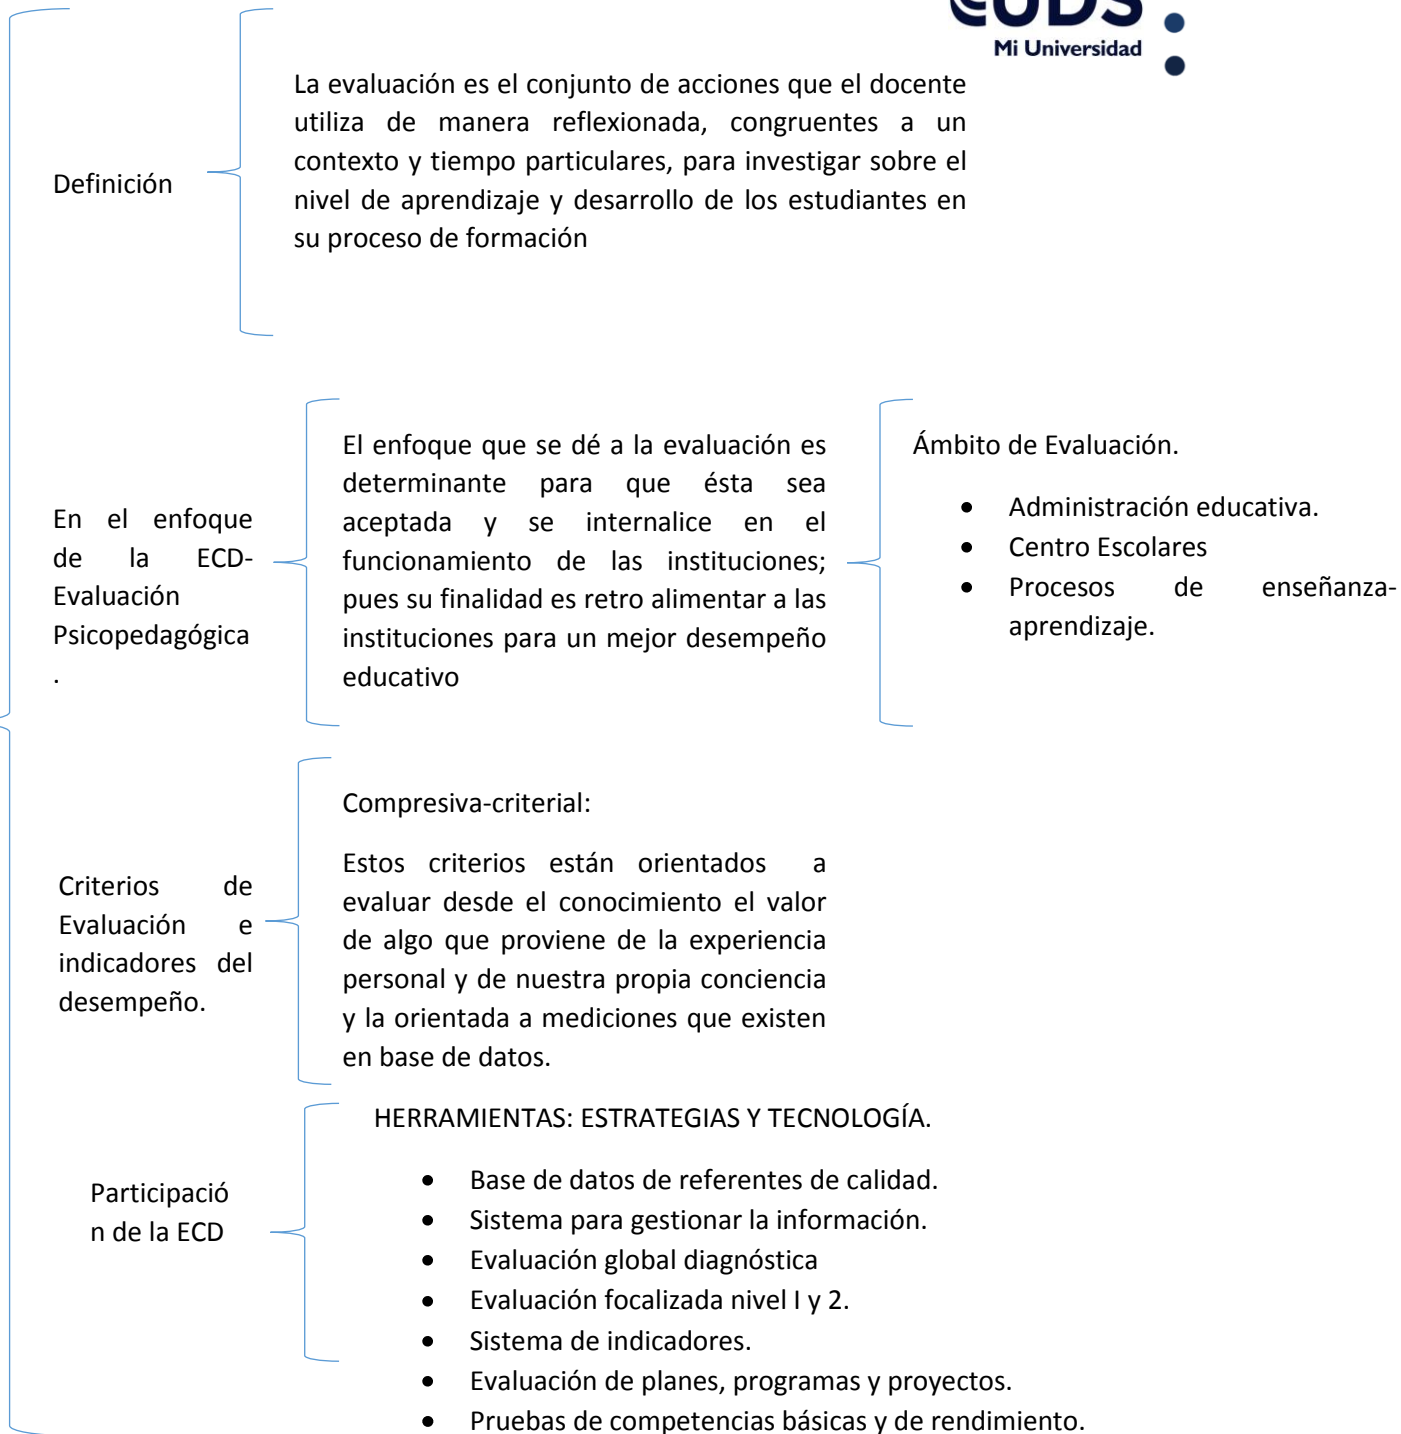 UDS
Mi Universidad
Definición
La evaluación es el conjunto de acciones que el docente
utiliza de manera reflexionada, congruentes a un
contexto y tiempo particulares, para investigar sobre el
nivel de aprendizaje y desarrollo de los estudiantes en
su proceso de formación
En el enfoque
de la ECD-
Evaluación
Psicopedagógica
.
El enfoque que se dé a la evaluación es
determinante para que ésta sea
aceptada y se internalice en el
funcionamiento de las instituciones;
pues su finalidad es retro alimentar a las
instituciones para un mejor desempeño
educativo
Ámbito de Evaluación.
• Administración educativa.
• Centro Escolares
• Procesos de enseñanza-
aprendizaje.
Criterios de
Evaluación e
indicadores del
desempeño.
Compresiva-criterial:
Estos criterios están orientados a
evaluar desde el conocimiento el valor
de algo que proviene de la experiencia
personal y de nuestra propia conciencia
y la orientada a mediciones que existen
en base de datos.
Participació
n de la ECD
HERRAMIENTAS: ESTRATEGIAS Y TECNOLOGÍA.
• Base de datos de referentes de calidad.
• Sistema para gestionar la información.
• Evaluación global diagnóstica
• Evaluación focalizada nivel I y 2.
• Sistema de indicadores.
• Evaluación de planes, programas y proyectos.
• Pruebas de competencias básicas y de rendimiento.